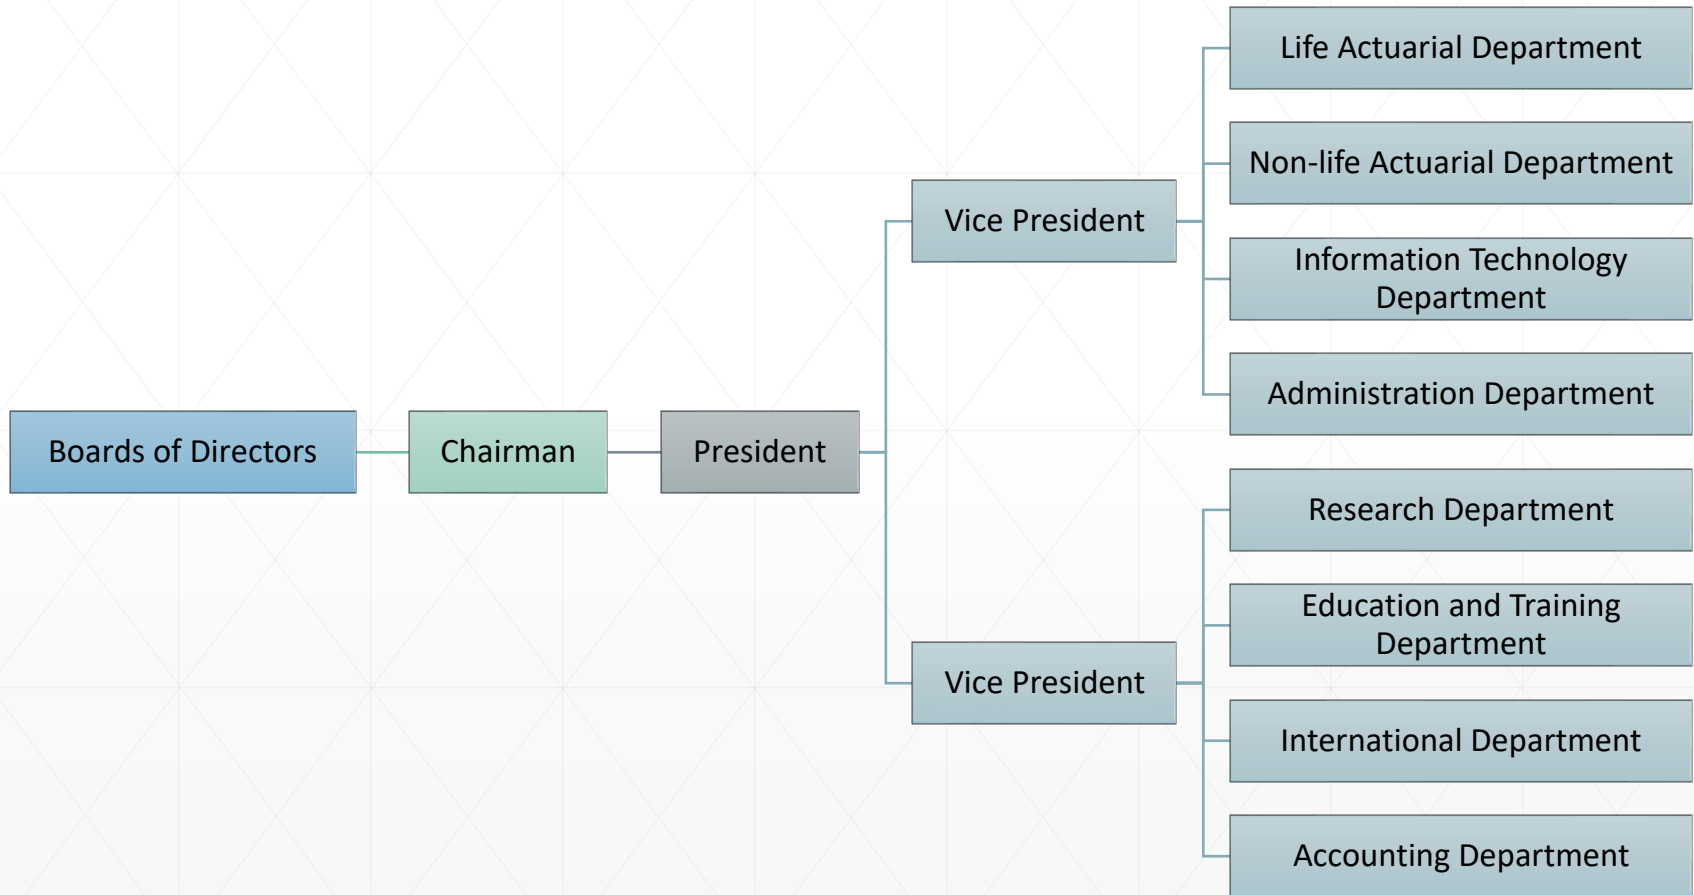 Boards of Directors
Chairman
President
Vice President
Life Actuarial Department
Non-life Actuarial Department
Information Technology
Department
Administration Department
Vice President
Research Department
Education and Training
Department
International Department
Accounting Department